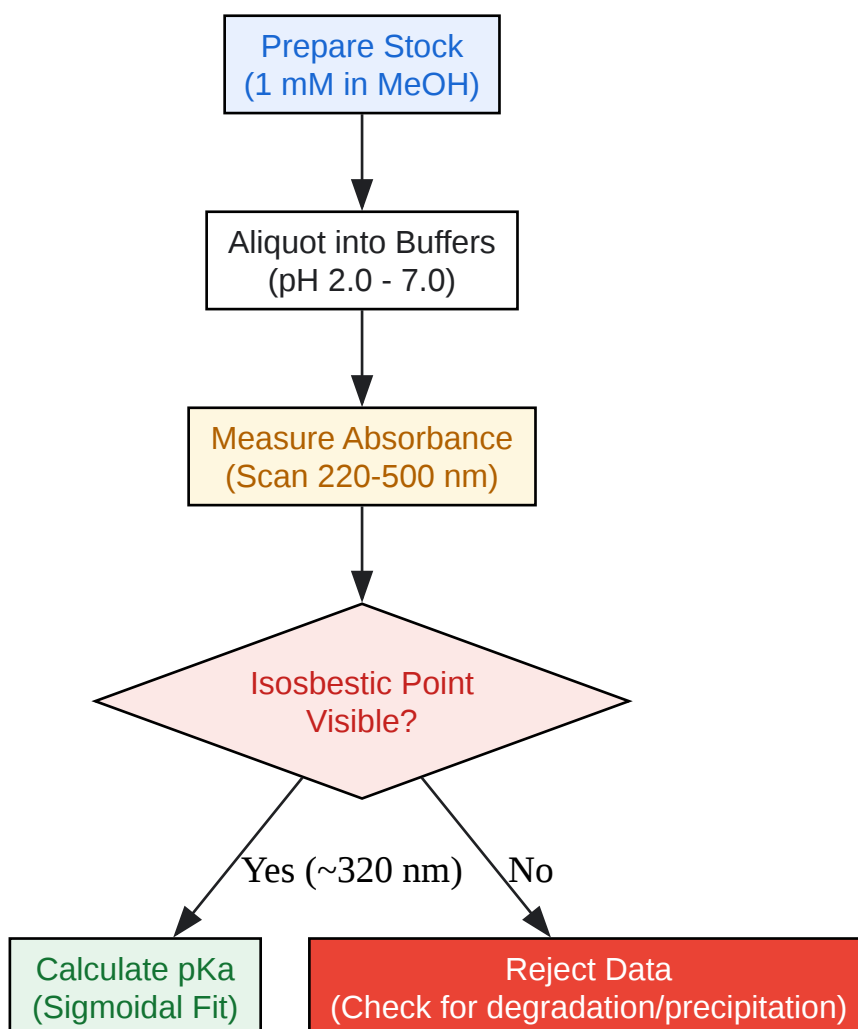 Prepare Stock
(1 mM in MeOH)
Aliquot into Buffers
(pH 2.0 - 7.0)
Measure Absorbance
(Scan 220-500 nm)
Isosbestic Point
Visible?
Yes (~320 nm)
No
Calculate pKa
(Sigmoidal Fit)
Reject Data
(Check for degradation/precipitation)